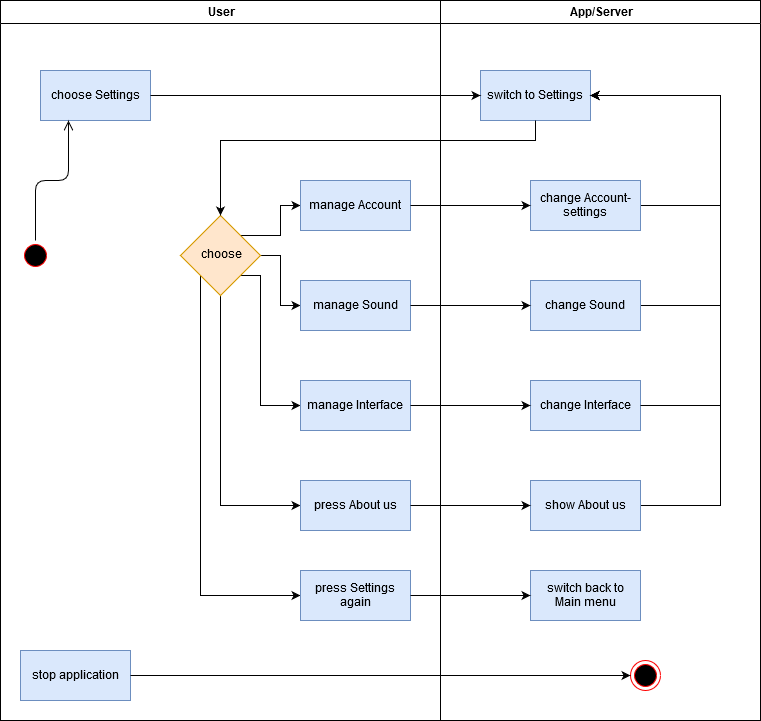 User
App/Server
choose Settings
switch to Settings
manage Account
change Account-
settings
choose
manage Sound
change Sound
manage Interface
change Interface
press About us
show About us
press Settings
again
switch back to
Main menu
stop application